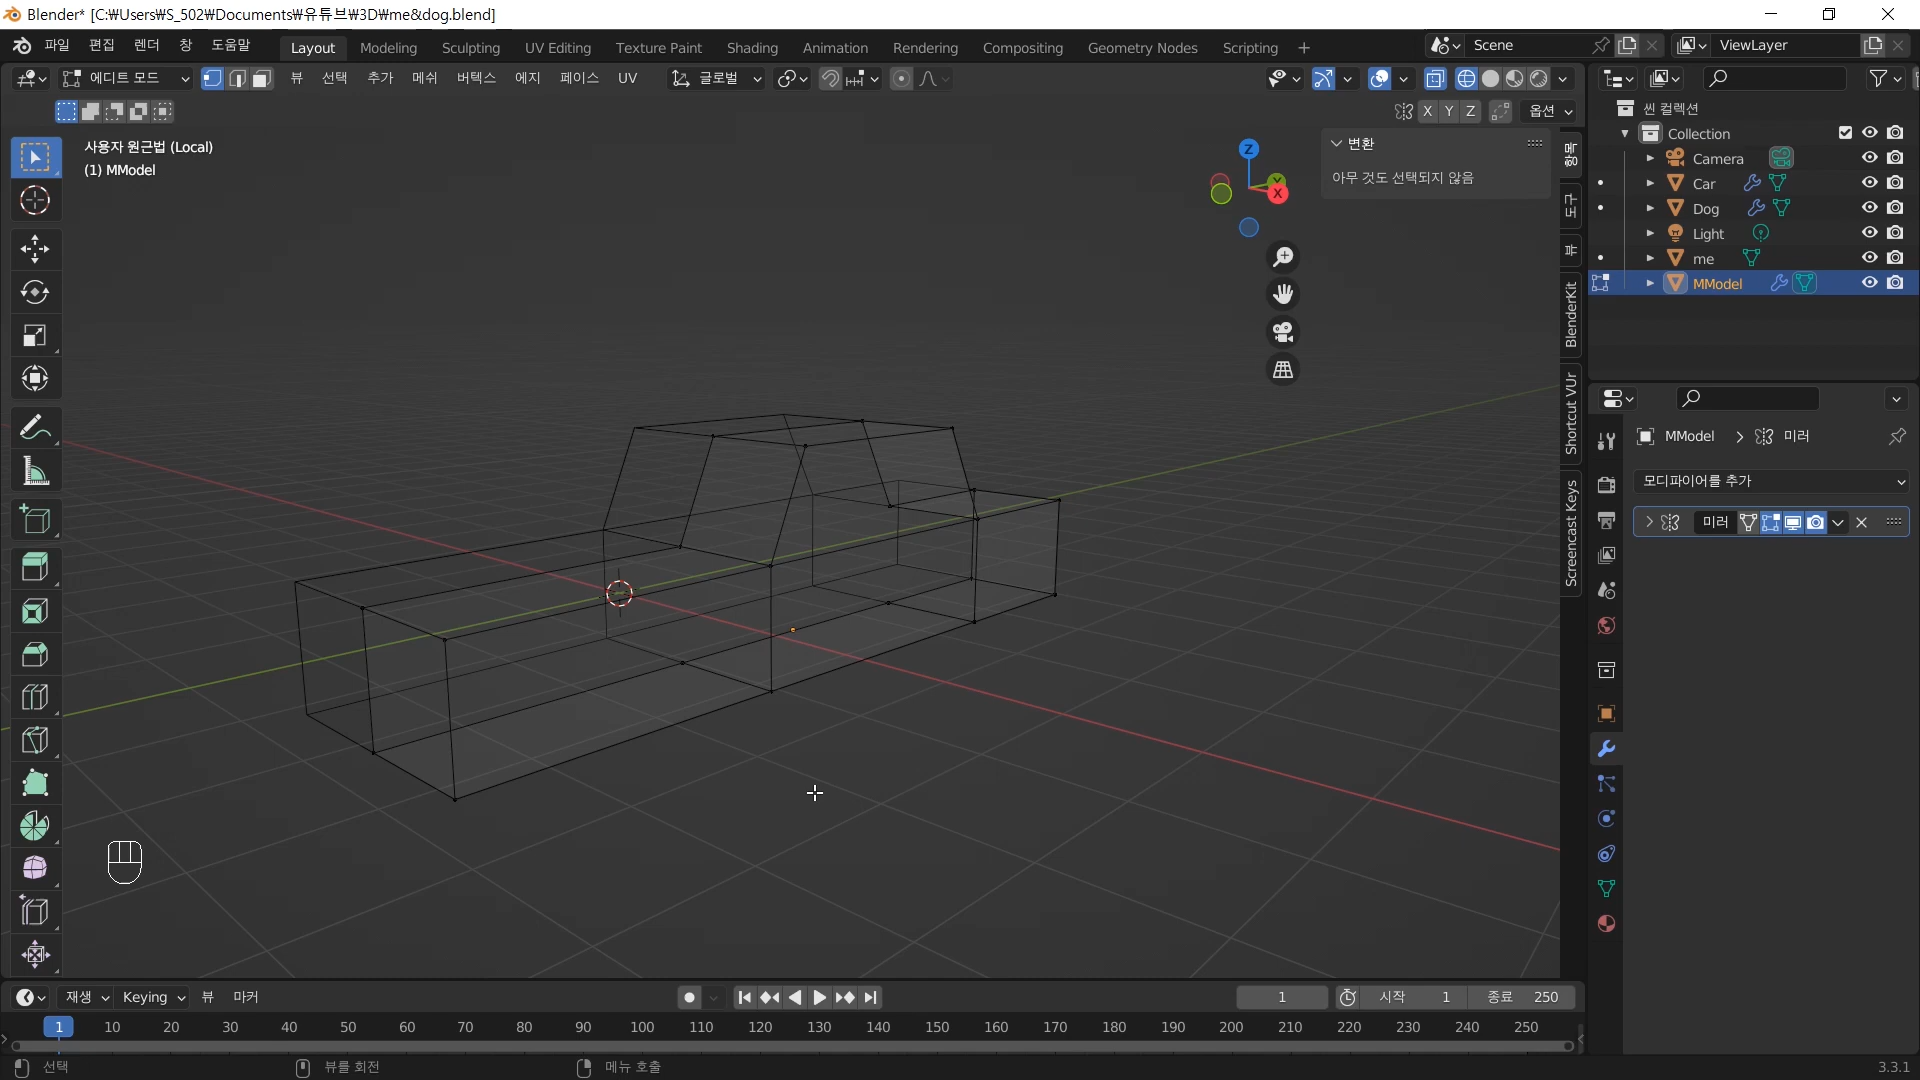 Blender* [C:₩Users₩S_502₩Documents₩유튜브₩3D₩me&dog.blend]
파일 편집 렌더 창 도움말 Layout Modeling Sculpting UV Editing Texture Paint Shading Animation Rendering Compositing Geometry Nodes Scripting + Scene ViewLayer
에디트 모드 뷰 선택 추가 메쉬 버텍스 에지 페이스 UV 글로벌
X Y Z 옵션
사용자 원근법 (Local)
(1) MModel
Z
Y
X
변환
아무 것도 선택되지 않음
항목
도구
뷰
BlenderKit
Shortcut VUr
Screencast Keys
씬 컬렉션
Collection
Camera
Car
Dog
Light
me
MModel
MModel 미러
모디파이어를 추가
미러
재생 Keying 뷰 마커 1 시작 1 종료 250
1 10 20 30 40 50 60 70 80 90 100 110 120 130 140 150 160 170 180 190 200 210 220 230 240 250
선택 뷰를 회전 메뉴 호출 3.3.1